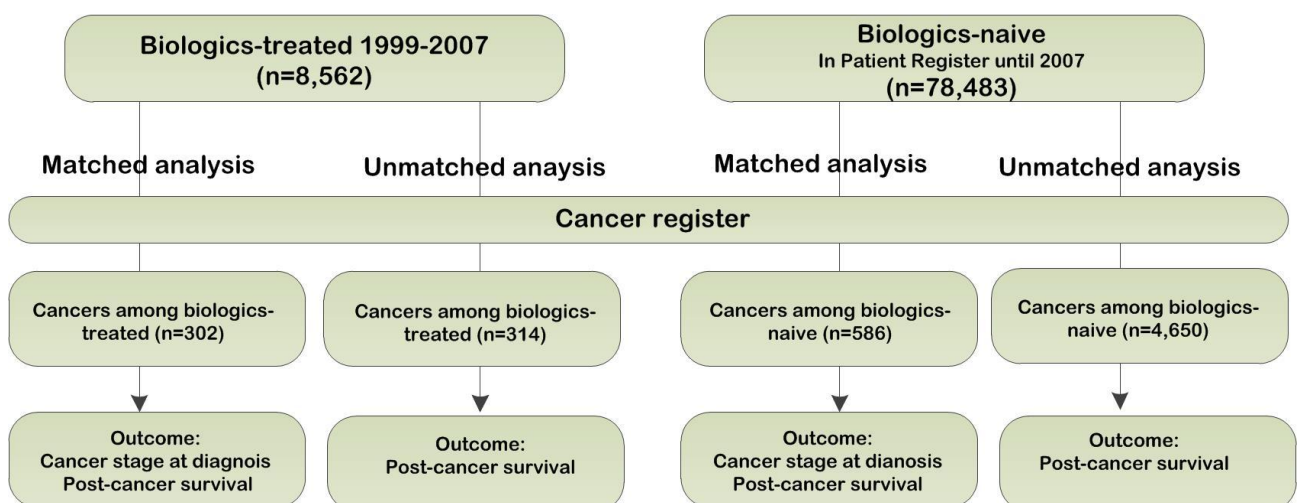 Biologics-treated 1999-2007
(n=8,562)
Biologics-naive
In Patient Register until 2007
(n=78,483)
Matched analysis
Unmatched anaysis
Matched analysis
Unmatched anaysis
Cancer register
Cancers among biologics-
treated (n=302)
Cancers among biologics-
treated (n=314)
Cancers among biologics-
naive (n=586)
Cancers among biologics-
naive (n=4,650)
Outcome:
Cancer stage at diagnois
Post-cancer survival
Outcome:
Post-cancer survival
Outcome:
Cancer stage at dianosis
Post-cancer survival
Outcome:
Post-cancer survival